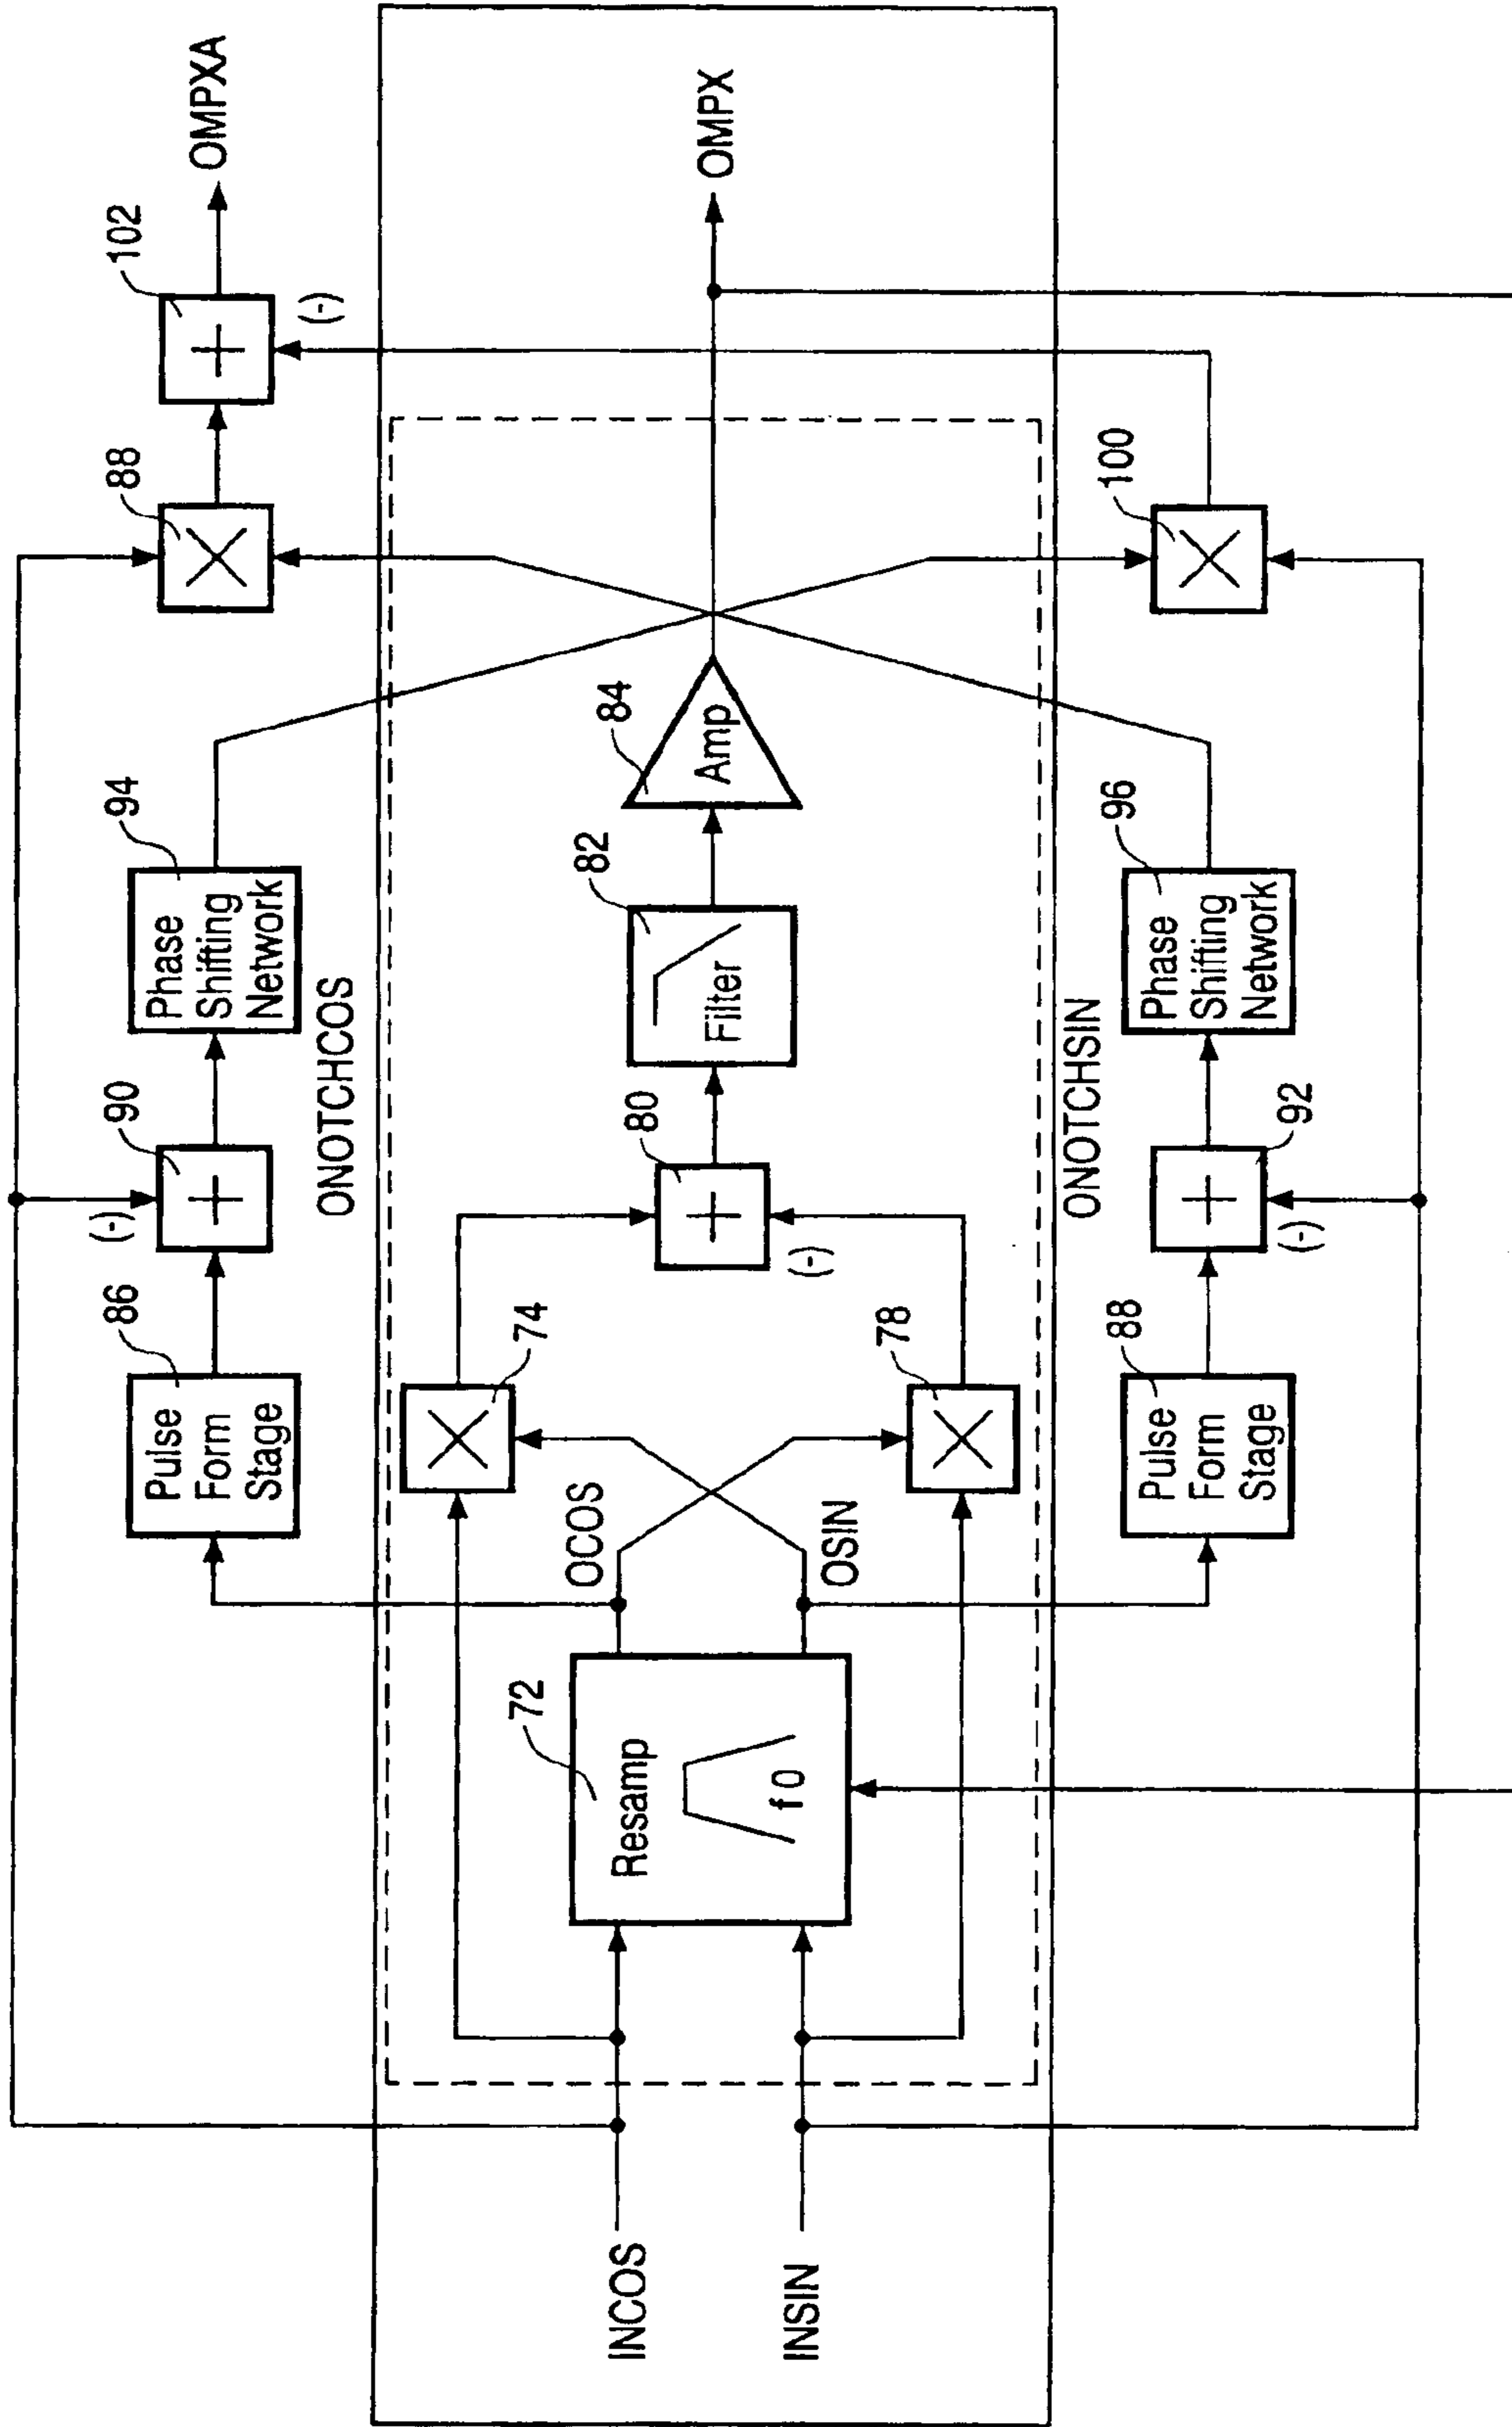 OMPXA
102
(-)
88
94
Phase
Shifting
Network
90
(-)
86
Pulse
Form
Stage
ONOTCHCOS
OMPX
84
Amp
82
Filter
80
(-)
74
78
OCOS
OSIN
72
Resamp
f0
INCOS
INSIN
ONOTCHSIN
100
96
Phase
Shifting
Network
92
(-)
88
Pulse
Form
Stage